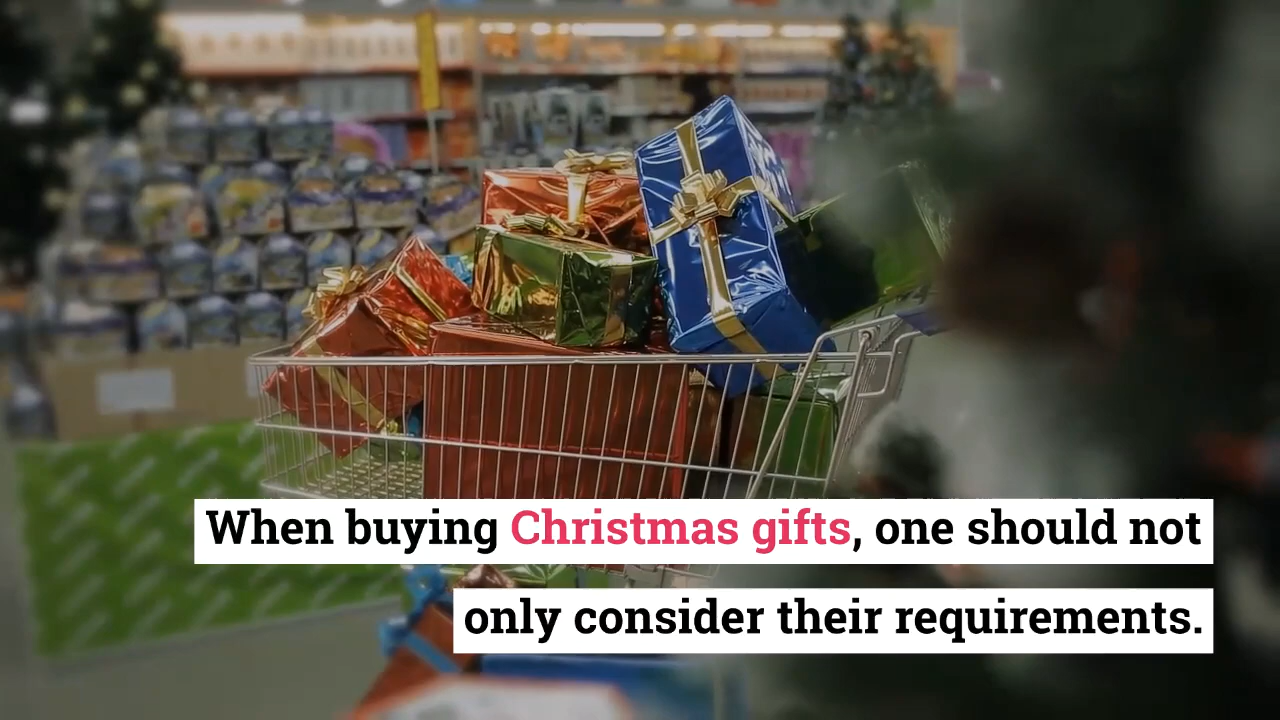 When buying Christmas gifts, one should not
only consider their requirements.